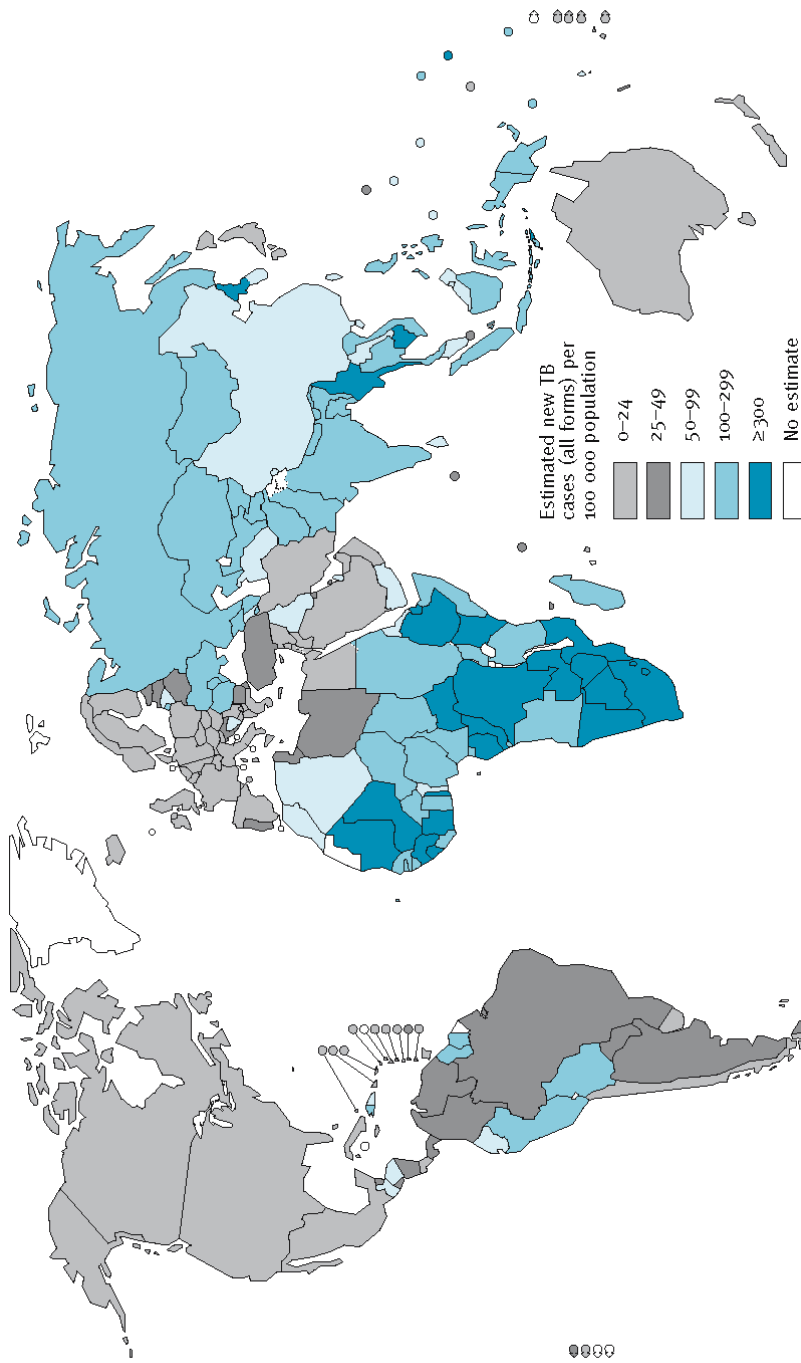 Estimated new TB
cases (all forms) per
100 000 population
0–24
25–49
50–99
100–299
≥300
No estimate